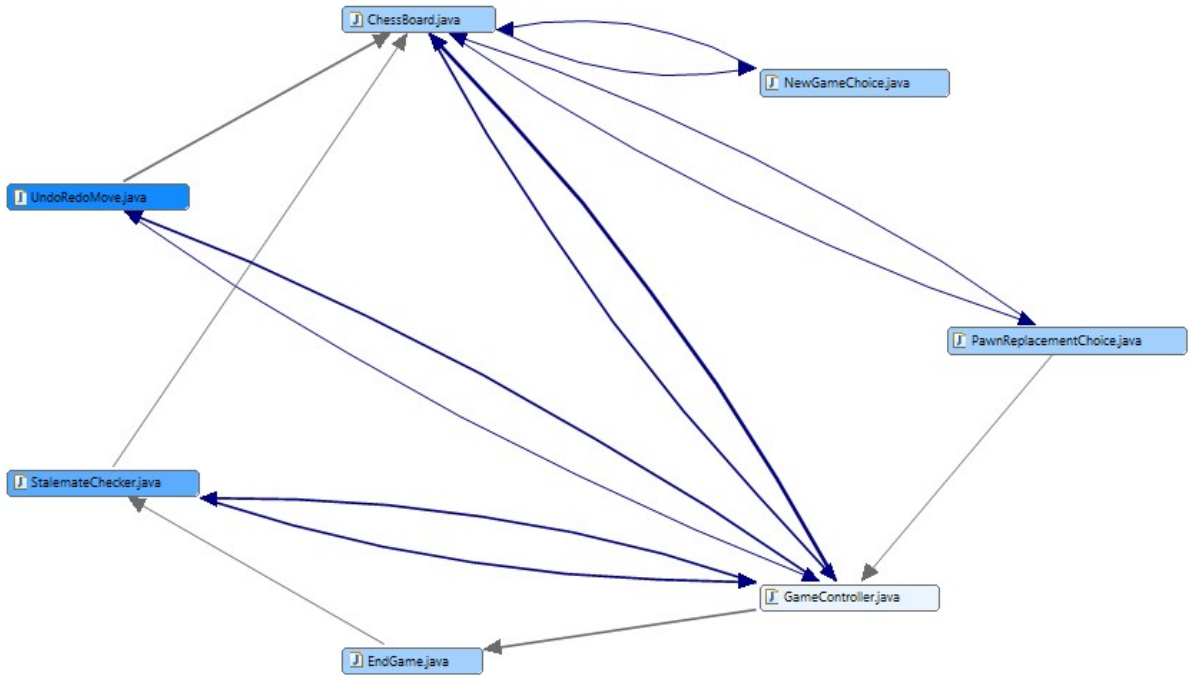 ChessBoard.java
NewGameChoice.java
UndoRedoMove.java
PawnReplacementChoice.java
StalemateChecker.java
GameController.java
EndGame.java